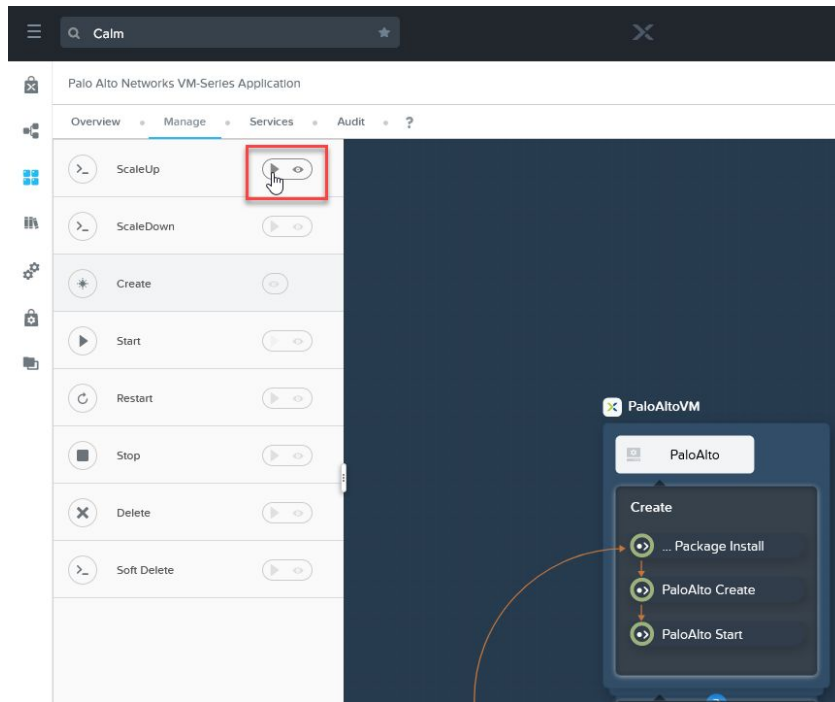 Calm
Palo Alto Networks VM-Series Application
Overview Manage Services Audit ?
ScaleUp
ScaleDown
Create
Start
Restart
Stop
Delete
Soft Delete
PaloAltoVM
PaloAlto
Create
... Package Install
PaloAlto Create
PaloAlto Start